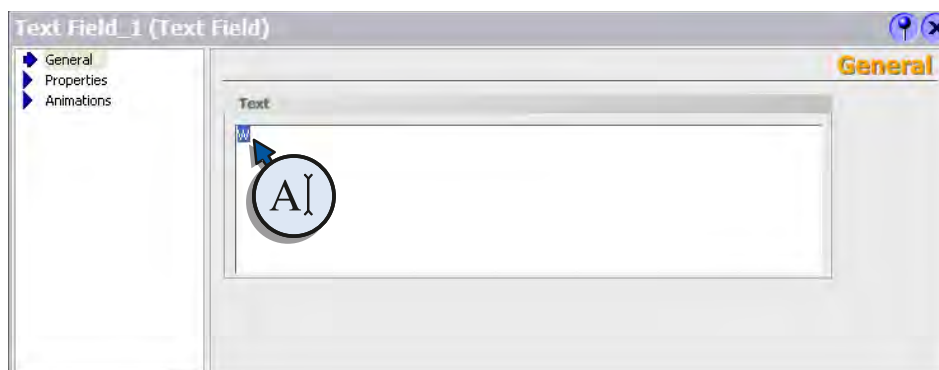 Text Field_1 (Text Field)
General
Properties
Animations
General
Text
W
A